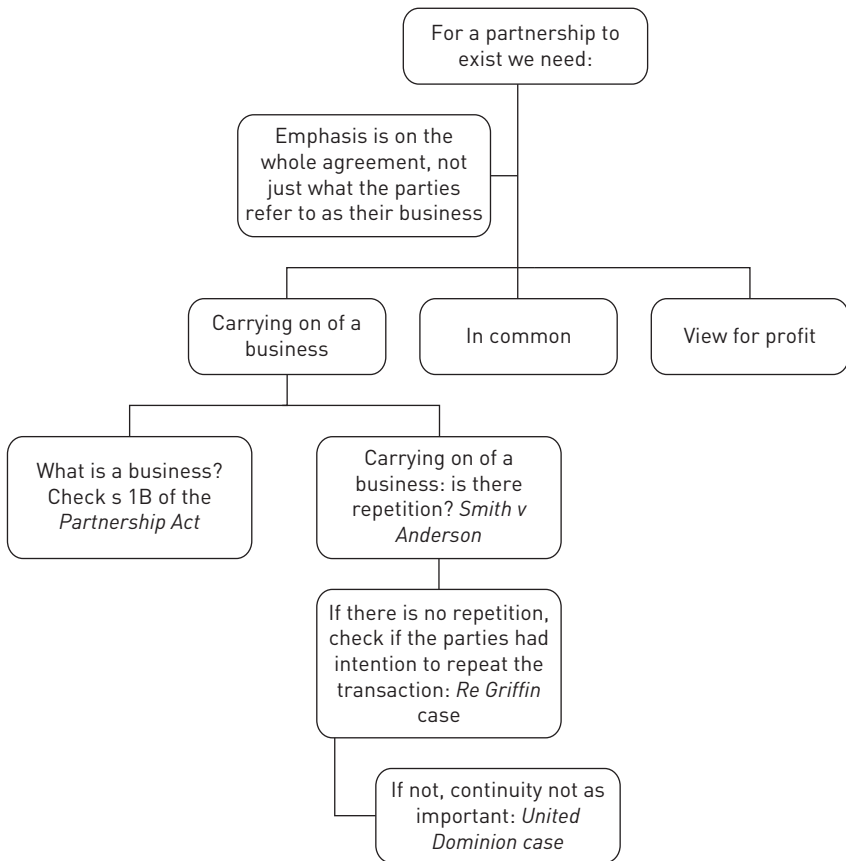 For a partnership to
exist we need:
Emphasis is on the
whole agreement, not
just what the parties
refer to as their business
Carrying on of a
business
In common
View for profit
What is a business?
Check s 1B of the
Partnership Act
Carrying on of a
business: is there
repetition? Smith v
Anderson
If there is no repetition,
check if the parties had
intention to repeat the
transaction: Re Griffin
case
If not, continuity not as
important: United
Dominion case